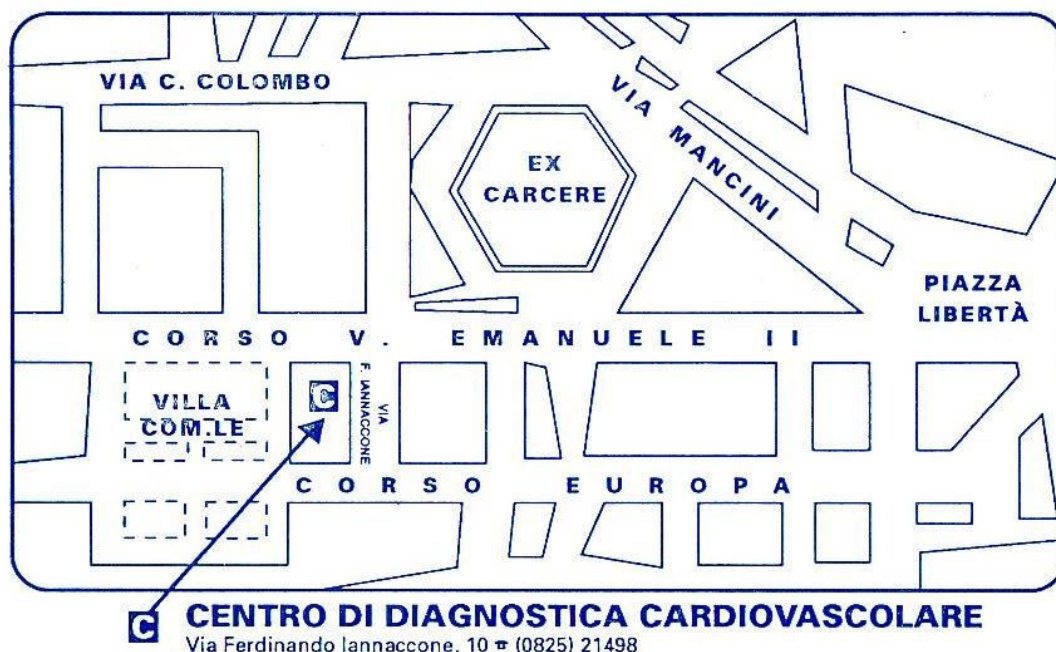 VIA C. COLOMBO
VIA MANCINI
EX
CARCERE
PIAZZA
LIBERTÀ
CORSO V. EMANUELE II
VILLA
COM.LE
C
VIA
F. IANNACCONE
CORSO EUROPA
C CENTRO DI DIAGNOSTICA CARDIOVASCOLARE
Via Ferdinando Iannaccone, 10 ☎ (0825) 21498